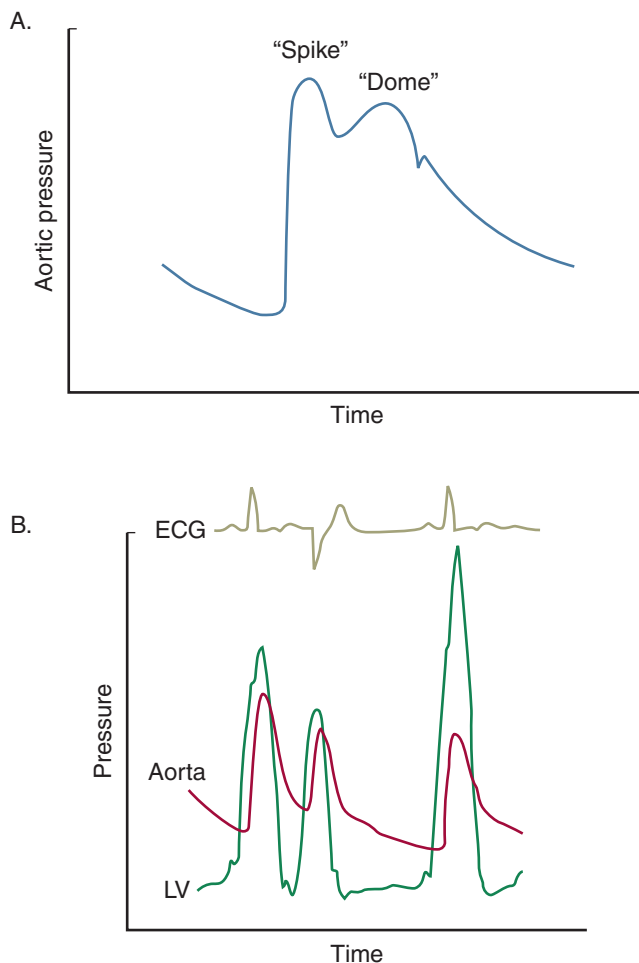 A.
“Spike”
“Dome”
Aortic pressure
Time
B.
ECG
Pressure
Aorta
LV
Time